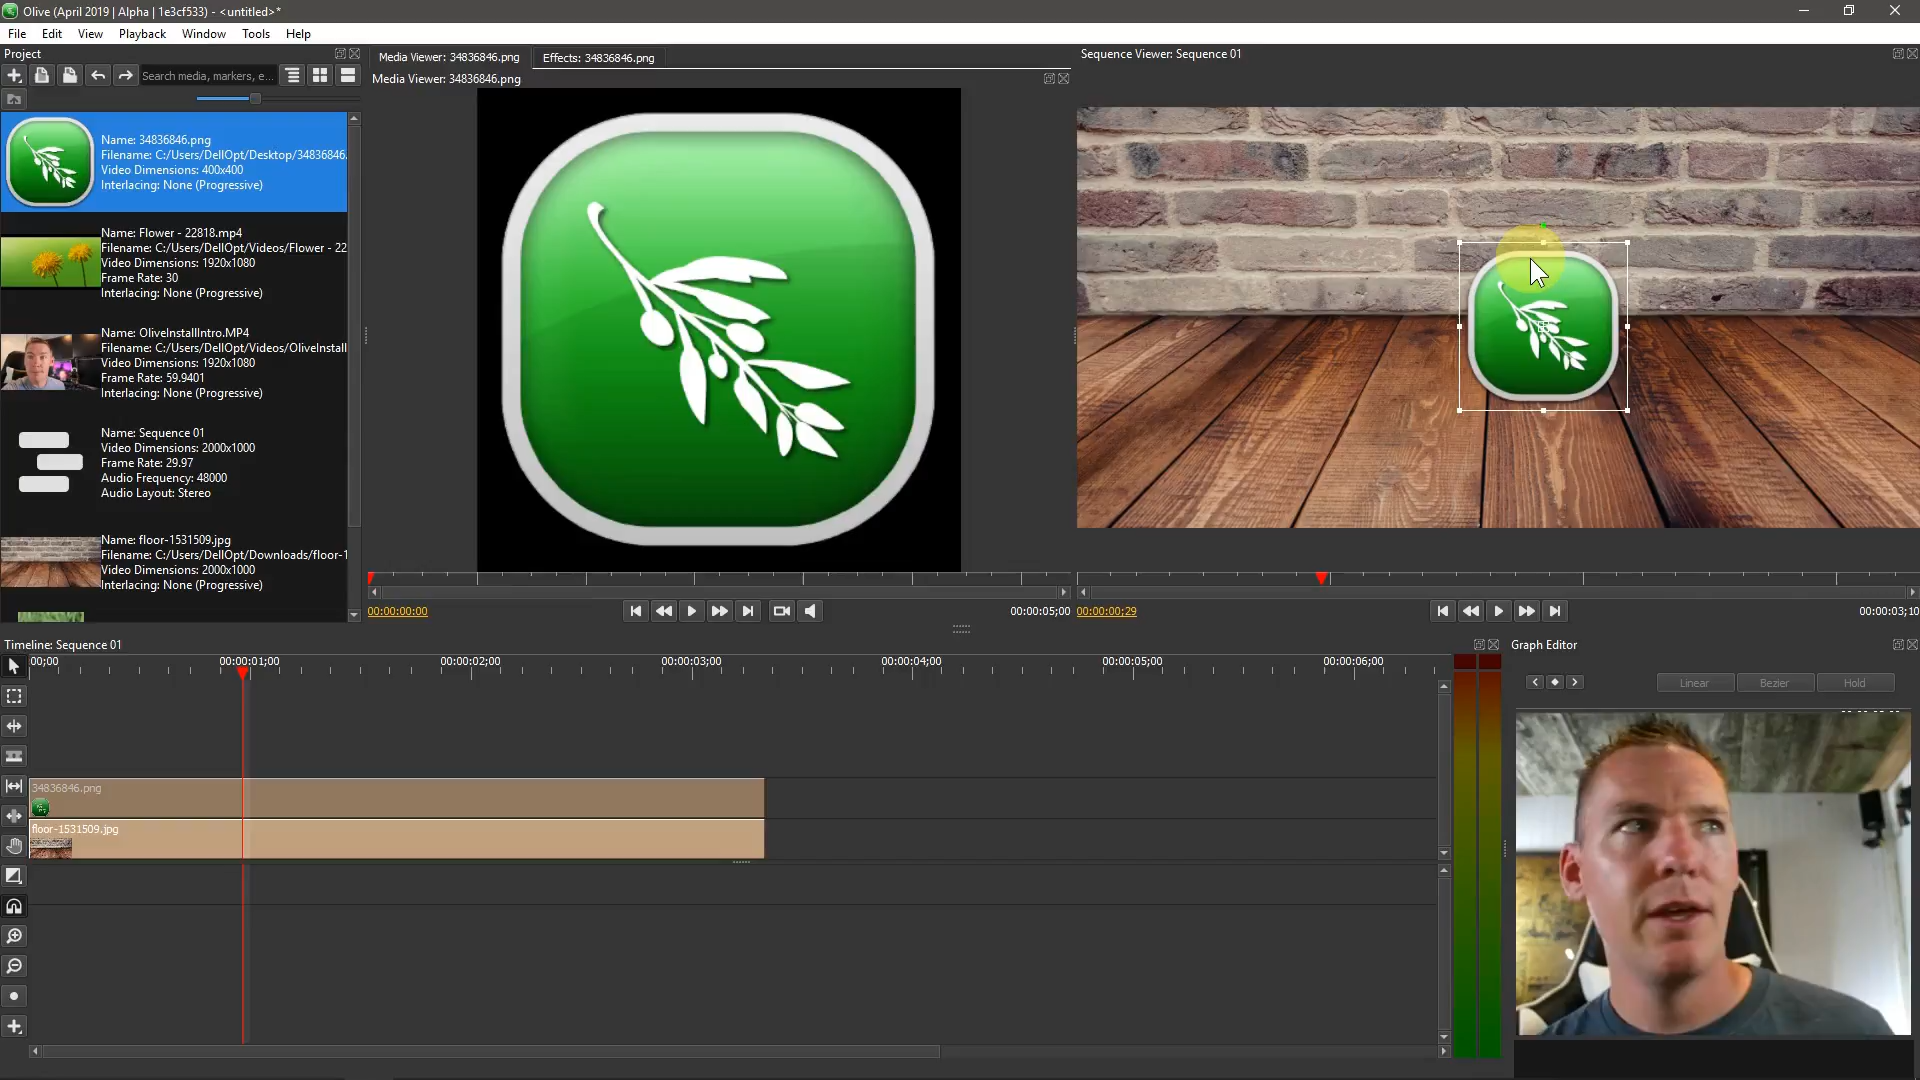 Olive (April 2019 | Alpha | 1e3cf533) - <untitled>*
File Edit View Playback Window Tools Help
Project
Search media, markers, e...
Name: 34836846.png
Filename: C:/Users/DellOpt/Desktop/34836846.
Video Dimensions: 400x400
Interlacing: None (Progressive)
Name: Flower - 22818.mp4
Filename: C:/Users/DellOpt/Videos/Flower - 22
Video Dimensions: 1920x1080
Frame Rate: 30
Interlacing: None (Progressive)
Name: OliveInstallIntro.MP4
Filename: C:/Users/DellOpt/Videos/OliveInstall
Video Dimensions: 1920x1080
Frame Rate: 59.9401
Interlacing: None (Progressive)
Name: Sequence 01
Video Dimensions: 2000x1000
Frame Rate: 29.97
Audio Frequency: 48000
Audio Layout: Stereo
Name: floor-1531509.jpg
Filename: C:/Users/DellOpt/Downloads/floor-1
Video Dimensions: 2000x1000
Interlacing: None (Progressive)
Media Viewer: 34836846.png
Effects: 34836846.png
Media Viewer: 34836846.png
00:00:00:00
00:00:05;00
Sequence Viewer: Sequence 01
00:00:00;29
00:00:03;10
Timeline: Sequence 01
00;00
00:00:01;00
00:00:02;00
00:00:03;00
00:00:04;00
00:00:05;00
00:00:06;00
34836846.png
floor-1531509.jpg
Graph Editor
Linear
Bezier
Hold